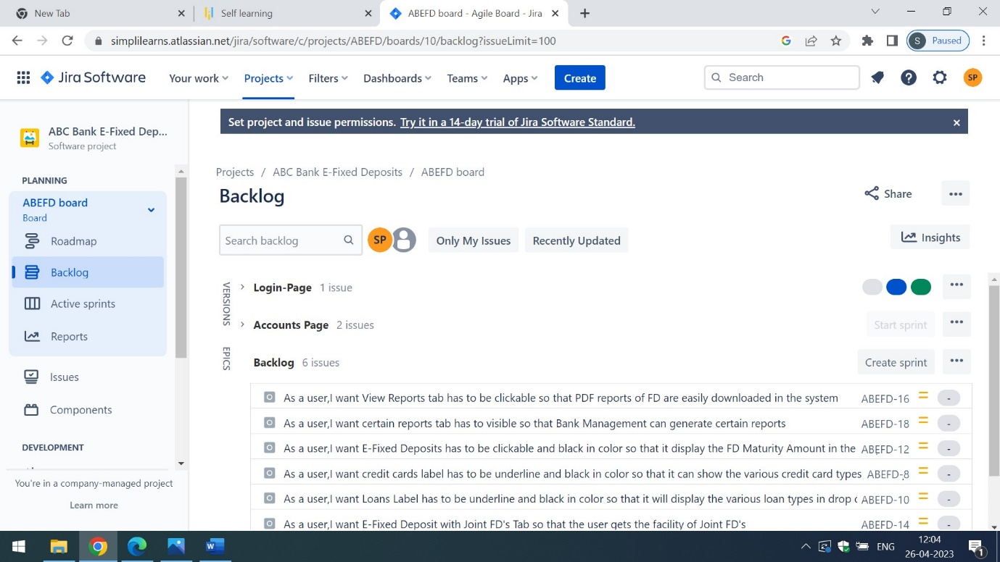 New Tab
Self learning
ABEFD board - Agile Board - Jira
simplilearns.atlassian.net/jira/software/c/projects/ABEFD/boards/10/backlog?issueLimit=100
S Paused
Jira Software Your work Projects Filters Dashboards Teams Apps Create Search SP
ABC Bank E-Fixed Dep...
Software project
PLANNING
ABEFD board
Board
Roadmap
Backlog
Active sprints
Reports
Issues
Components
DEVELOPMENT
You're in a company-managed project
Learn more
Set project and issue permissions. Try it in a 14-day trial of Jira Software Standard.
Projects / ABC Bank E-Fixed Deposits / ABEFD board
Backlog
Share
Search backlog SP Only My Issues Recently Updated Insights
VERSIONS
EPICS
Login-Page 1 issue
Accounts Page 2 issues Start sprint
Backlog 6 issues Create sprint
As a user,I want View Reports tab has to be clickable so that PDF reports of FD are easily downloaded in the system ABEFD-16 -
As a user,I want certain reports tab has to visible so that Bank Management can generate certain reports ABEFD-18 -
As a user,I want E-Fixed Deposits has to be clickable and black in color so that it display the FD Maturity Amount in the ABEFD-12 -
As a user,I want credit cards label has to be underline and black in color so that it can show the various credit card types ABEFD-8 -
As a user,I want Loans Label has to be underline and black in color so that it will display the various loan types in drop ABEFD-10 -
As a user,I want E-Fixed Deposit with Joint FD's Tab so that the user gets the facility of Joint FD's ABEFD-14 -
ENG
12:04
26-04-2023
1